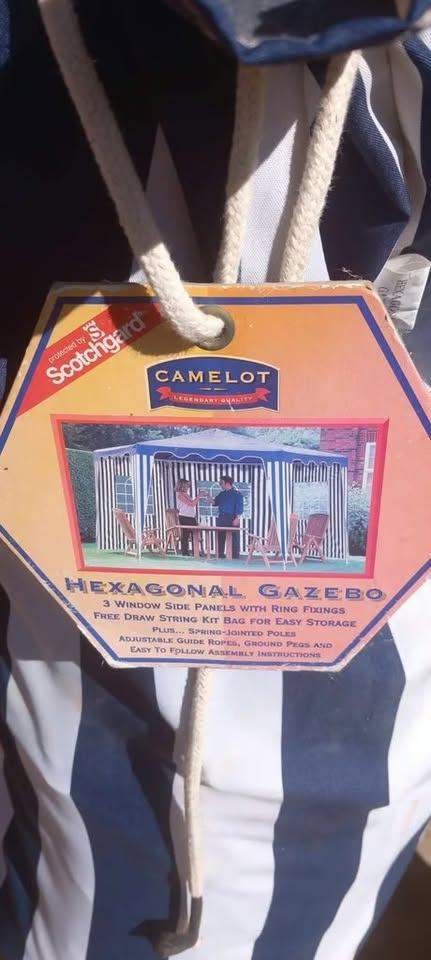 protected by
Scotchgard
CAMELOT
LEGENDARY QUALITY
HEXAGONAL GAZEBO
3 WINDOW SIDE PANELS WITH RING FIXINGS
FREE DRAW STRING KIT BAG FOR EASY STORAGE
PLUS... SPRING-JOINTED POLES
ADJUSTABLE GUIDE ROPES, GROUND PEGS AND
EASY TO FOLLOW ASSEMBLY INSTRUCTIONS